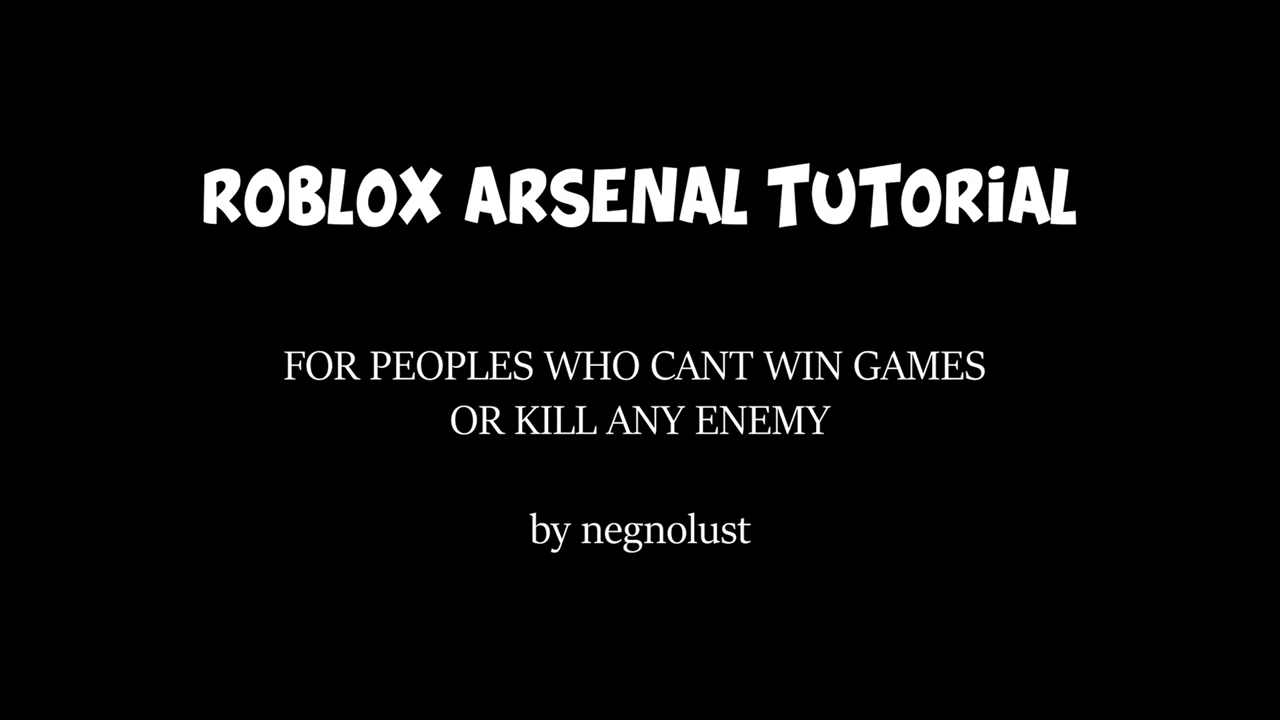 ROBLOX ARSENAL TUTORiAL
FOR PEOPLES WHO CANT WIN GAMES
OR KILL ANY ENEMY
by negnolust